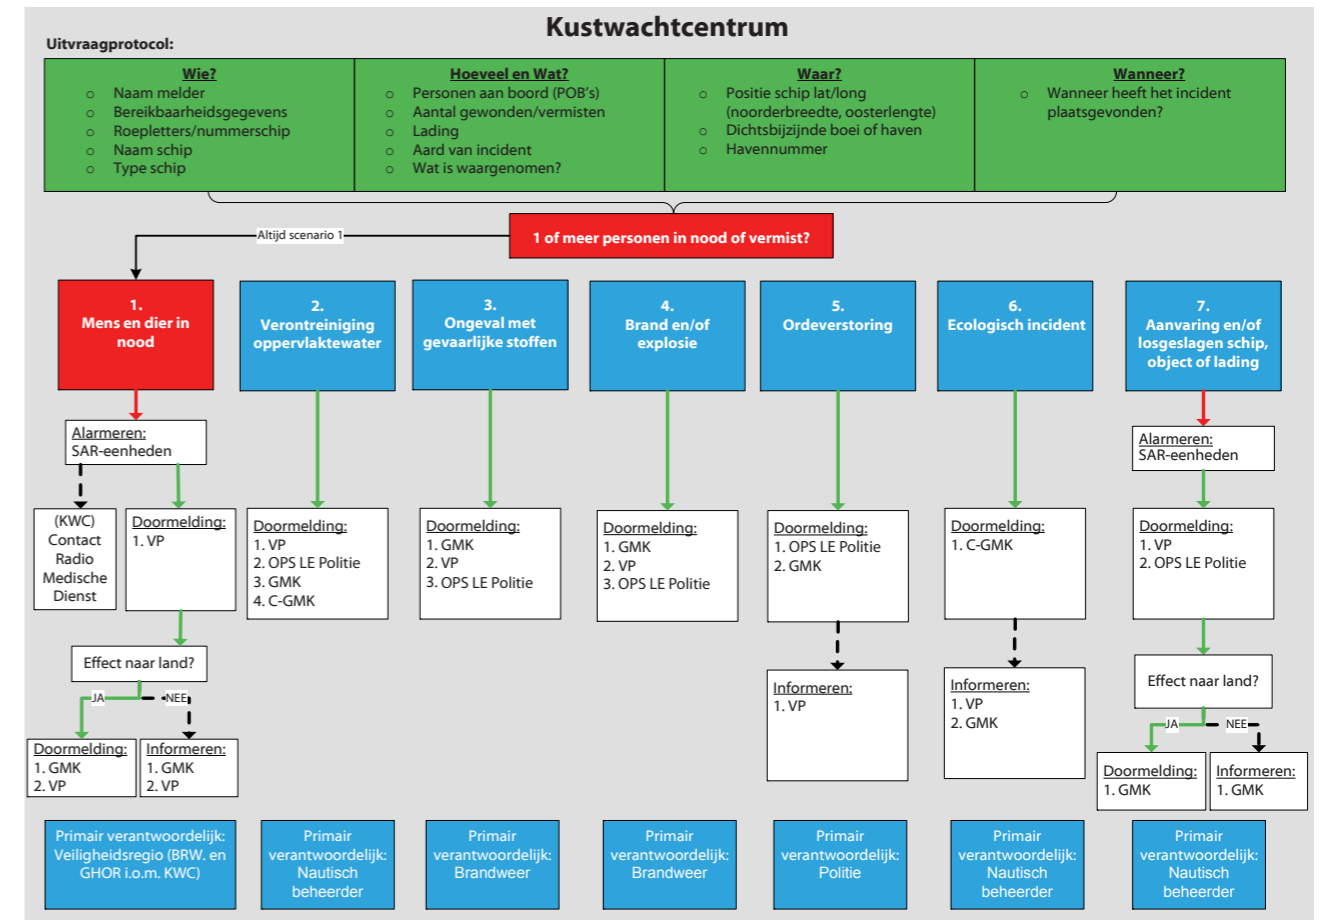 Kustwachtcentrum
Uitvraagprotocol:
Wie?
o Naam melder
o Bereikbaarheidsgegevens
o Roepletters/nummerschip
o Naam schip
o Type schip
Hoeveel en Wat?
o Personen aan boord (POB's)
o Aantal gewonden/vermisten
o Lading
o Aard van incident
o Wat is waargenomen?
Waar?
o Positie schip lat/long
(noorderbreedte, oosterlengte)
o Dichtsbijzijnde boei of haven
o Havennummer
Wanneer?
o Wanneer heeft het incident
plaatsgevonden?
Altijd scenario 1
1 of meer personen in nood of vermist?
1.
Mens en dier in
nood
2.
Verontreiniging
oppervlaktewater
3.
Ongeval met
gevaarlijke stoffen
4.
Brand en/of
explosie
5.
Ordeverstoring
6.
Ecologisch incident
7.
Aanvaring en/of
losgeslagen schip,
object of lading
Alarmeren:
SAR-eenheden
Alarmeren:
SAR-eenheden
(KWC)
Contact
Radio
Medische
Dienst
Doormelding:
1. VP
Doormelding:
1. VP
2. OPS LE Politie
3. GMK
4. C-GMK
Doormelding:
1. GMK
2. VP
3. OPS LE Politie
Doormelding:
1. GMK
2. VP
3. OPS LE Politie
Doormelding:
1. OPS LE Politie
2. GMK
Doormelding:
1. C-GMK
Doormelding:
1. VP
2. OPS LE Politie
Effect naar land?
JA
NEE
Doormelding:
1. GMK
2. VP
Informeren:
1. GMK
2. VP
Informeren:
1. VP
Informeren:
1. VP
2. GMK
Effect naar land?
JA
NEE
Doormelding:
1. GMK
Informeren:
1. GMK
Primair verantwoordelijk:
Veiligheidsregio (BRW. en
GHOR i.o.m. KWC)
Primair
verantwoordelijk:
Nautisch
beheerder
Primair
verantwoordelijk:
Brandweer
Primair
verantwoordelijk:
Brandweer
Primair
verantwoordelijk:
Politie
Primair
verantwoordelijk:
Nautisch
beheerder
Primair
verantwoordelijk:
Nautisch
beheerder